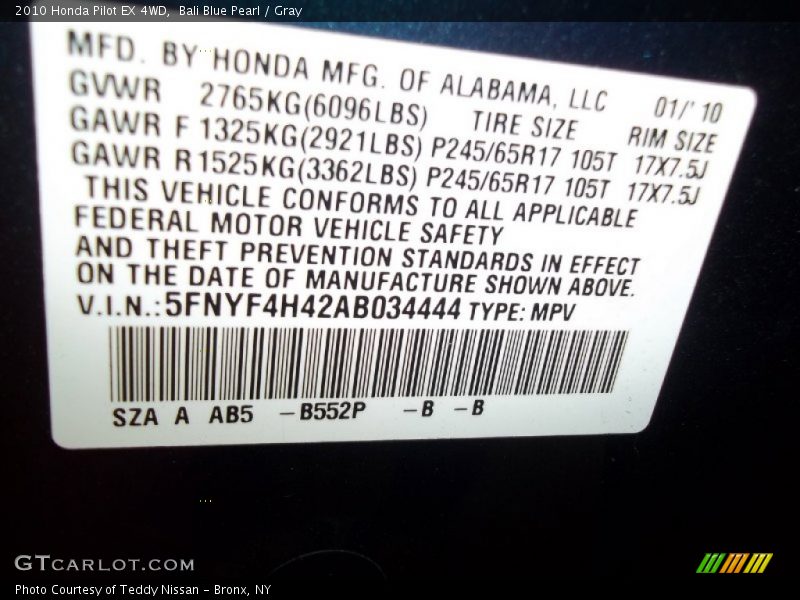 2010 Honda Pilot EX 4WD,  Bali Blue Pearl / Gray
MFD. BY HONDA MFG. OF ALABAMA, LLC 01/'10
GVWR 2765KG(6096LBS) TIRE SIZE RIM SIZE
GAWR F 1325KG(2921LBS) P245/65R17 105T 17X7.5J
GAWR R 1525KG(3362LBS) P245/65R17 105T 17X7.5J
THIS VEHICLE CONFORMS TO ALL APPLICABLE
FEDERAL MOTOR VEHICLE SAFETY
AND THEFT PREVENTION STANDARDS IN EFFECT
ON THE DATE OF MANUFACTURE SHOWN ABOVE.
V.I.N.:5FNYF4H42AB034444 TYPE: MPV
SZA A AB5 -B552P -B -B
GTCARLOT.COM
Photo Courtesy of Teddy Nissan - Bronx, NY